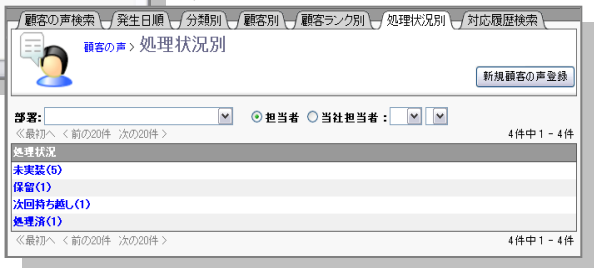 顧客の声検索 発生日順 分類別 顧客別 顧客ランク別 処理状況別 対応履歴検索
顧客の声 > 処理状況別
新規顧客の声登録
部署: 担当者 当社担当者:
≪最初へ <前の20件 次の20件> 4件中1 - 4件
処理状況
未実装(5)
保留(1)
次回持ち越し(1)
処理済(1)
≪最初へ <前の20件 次の20件> 4件中1 - 4件